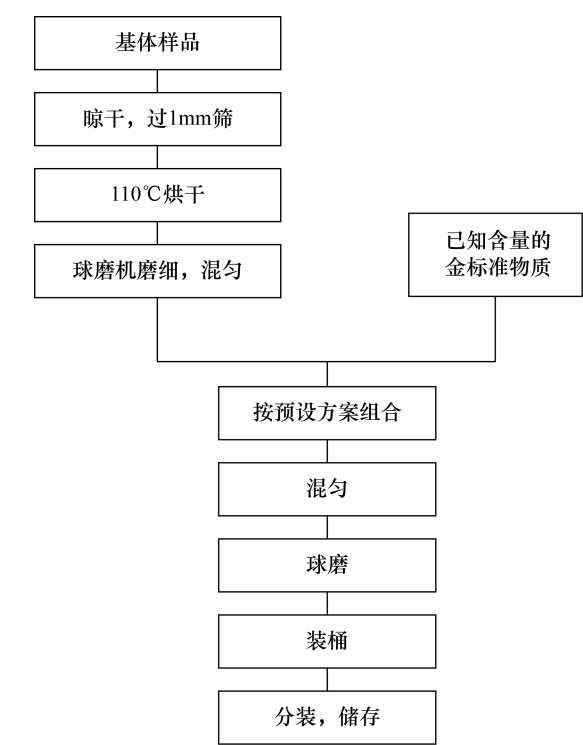 基体样品
晾干，过1mm筛
110℃烘干
球磨机磨细，混匀
已知含量的
金标准物质
按预设方案组合
混匀
球磨
装桶
分装，储存